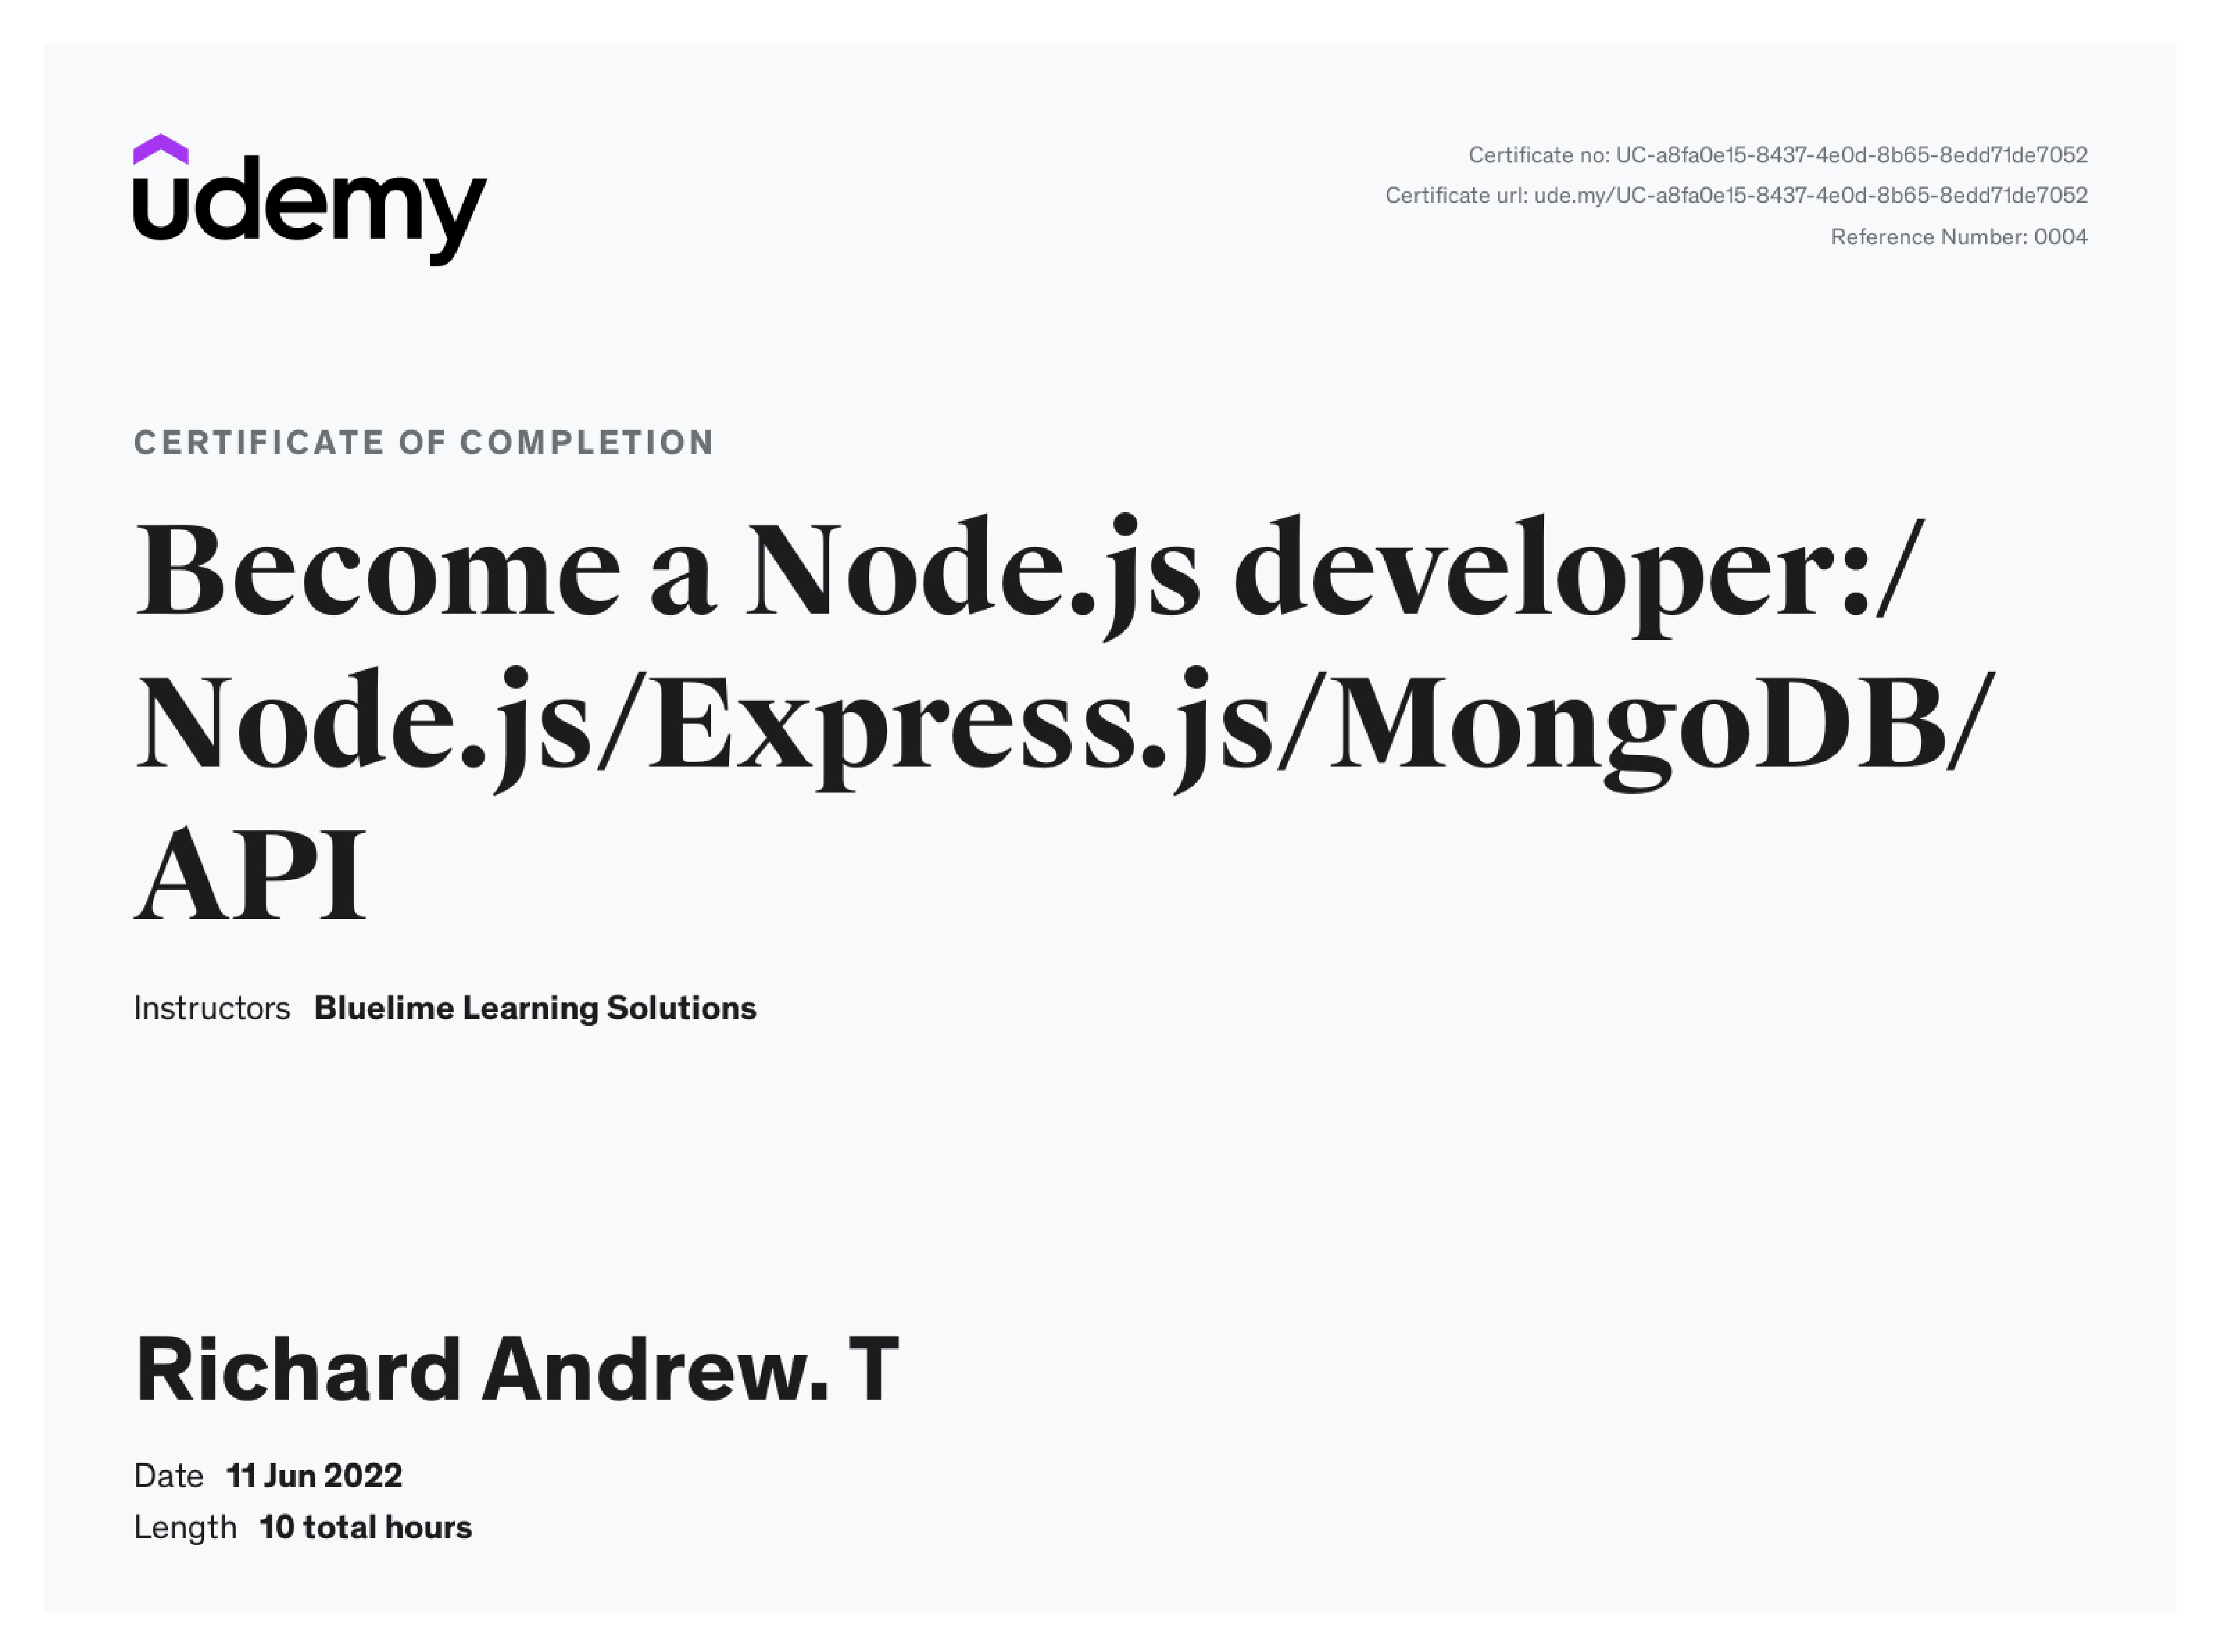 udemy
Certificate no: UC-a8fa0e15-8437-4e0d-8b65-8edd71de7052
Certificate url: ude.my/UC-a8fa0e15-8437-4e0d-8b65-8edd71de7052
Reference Number: 0004
CERTIFICATE OF COMPLETION
Become a Node.js developer:/
Node.js/Express.js/MongoDB/
API
Instructors Bluelime Learning Solutions
Richard Andrew. T
Date 11 Jun 2022
Length 10 total hours